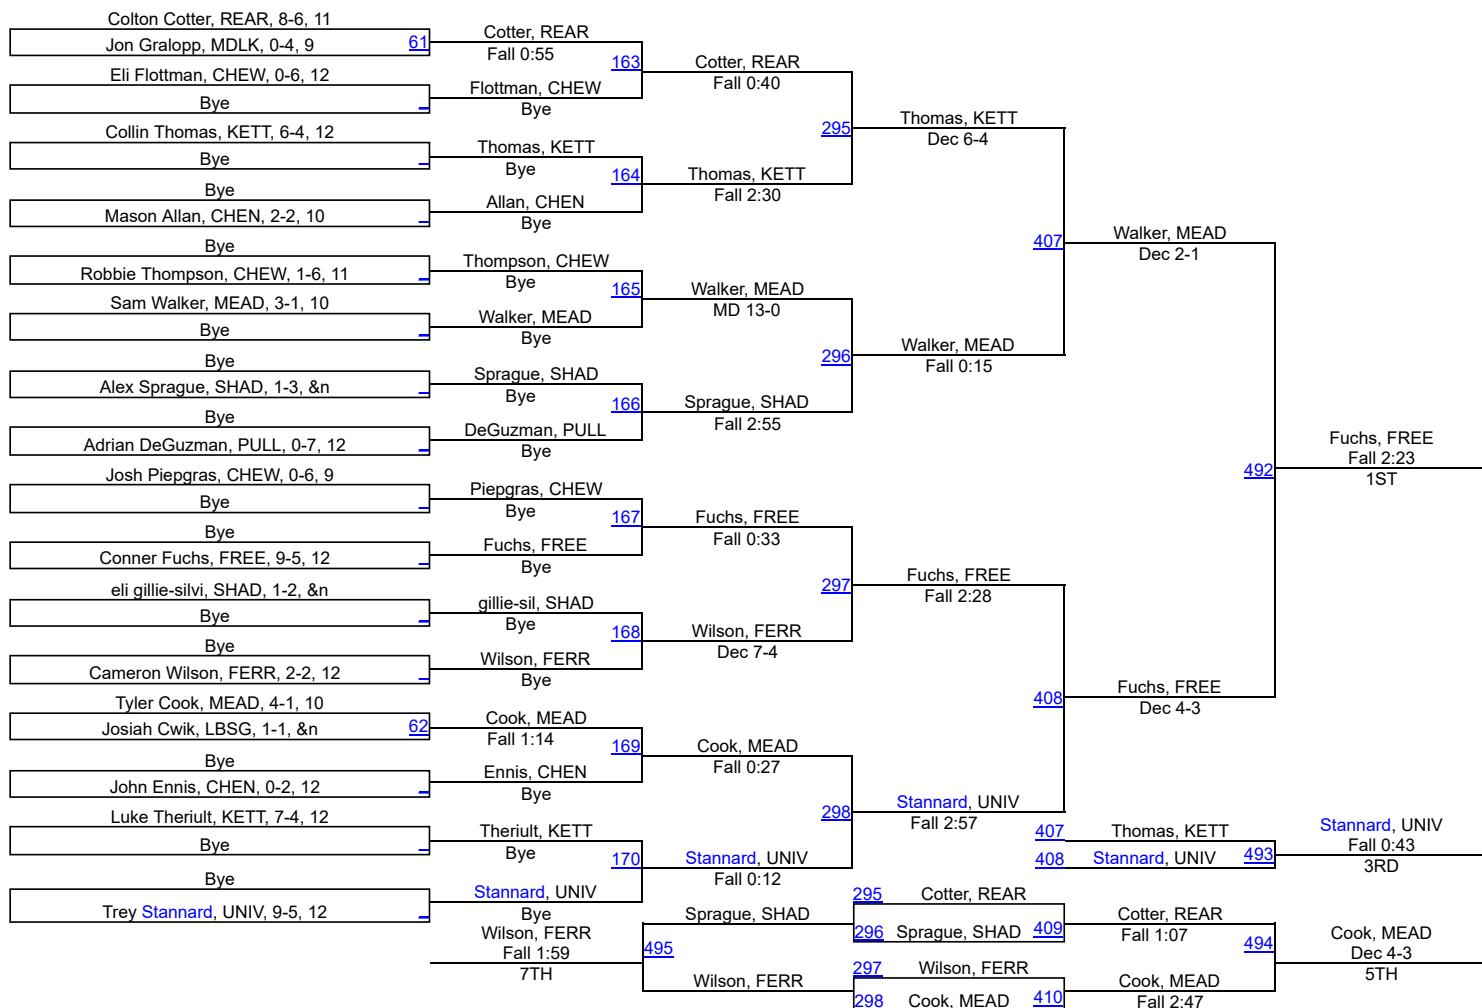 Colton Cotter, REAR, 8-6, 11
Jon Gralopp, MDLK, 0-4, 9
61
Eli Flottman, CHEW, 0-6, 12
Bye
Collin Thomas, KETT, 6-4, 12
Bye
Bye
Mason Allan, CHEN, 2-2, 10
Bye
Robbie Thompson, CHEW, 1-6, 11
Sam Walker, MEAD, 3-1, 10
Bye
Bye
Alex Sprague, SHAD, 1-3, &n
Bye
Adrian DeGuzman, PULL, 0-7, 12
Josh Piepgras, CHEW, 0-6, 9
Bye
Bye
Conner Fuchs, FREE, 9-5, 12
eli gillie-silvi, SHAD, 1-2, &n
Bye
Bye
Cameron Wilson, FERR, 2-2, 12
Tyler Cook, MEAD, 4-1, 10
Josiah Cwik, LBSG, 1-1, &n
62
Bye
John Ennis, CHEN, 0-2, 12
Luke Theriult, KETT, 7-4, 12
Bye
Bye
Trey Stannard, UNIV, 9-5, 12
Cotter, REAR
Fall 0:55
163
Flottman, CHEW
Bye
Thomas, KETT
Bye
164
Allan, CHEN
Bye
Thompson, CHEW
Bye
165
Walker, MEAD
Bye
Sprague, SHAD
Bye
166
DeGuzman, PULL
Bye
Piepgras, CHEW
Bye
167
Fuchs, FREE
Bye
gillie-sil, SHAD
Bye
168
Wilson, FERR
Bye
Cook, MEAD
Fall 1:14
169
Ennis, CHEN
Bye
Theriult, KETT
Bye
170
Stannard, UNIV
Bye
Cotter, REAR
Fall 0:40
295
Thomas, KETT
Fall 2:30
Walker, MEAD
MD 13-0
296
Sprague, SHAD
Fall 2:55
Fuchs, FREE
Fall 0:33
297
Wilson, FERR
Dec 7-4
Cook, MEAD
Fall 0:27
298
Stannard, UNIV
Fall 0:12
Thomas, KETT
Dec 6-4
407
Walker, MEAD
Fall 0:15
Fuchs, FREE
Fall 2:28
408
Stannard, UNIV
Fall 2:57
Walker, MEAD
Dec 2-1
492
Fuchs, FREE
Dec 4-3
Fuchs, FREE
Fall 2:23
1ST
407
Thomas, KETT
408
Stannard, UNIV
493
Stannard, UNIV
Fall 0:43
3RD
295
Cotter, REAR
296
Sprague, SHAD
409
297
Wilson, FERR
298
Cook, MEAD
410
Cotter, REAR
Fall 1:07
494
Cook, MEAD
Fall 2:47
Cook, MEAD
Dec 4-3
5TH
Sprague, SHAD
495
Wilson, FERR
Wilson, FERR
Fall 1:59
7TH